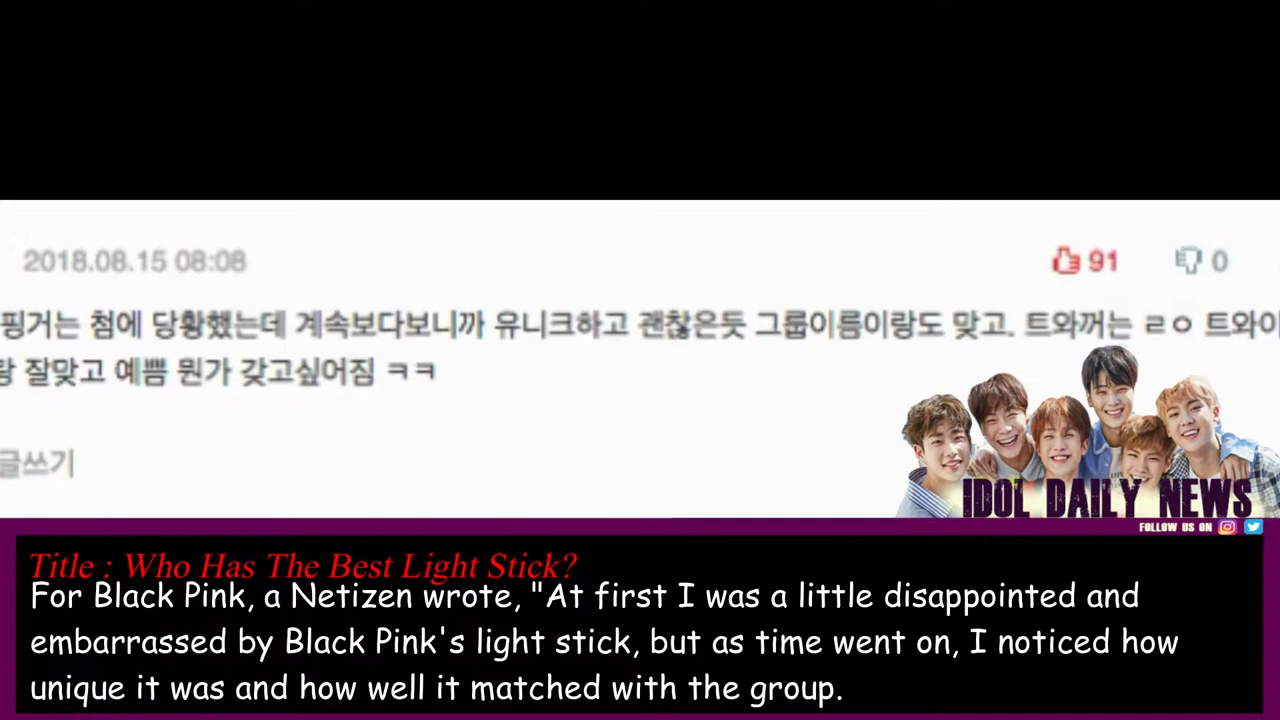 2018.08.15 08:08
91
0
핑거는 첨에 당황했는데 계속보다보니까 유니크하고 괜찮은듯 그룹이름이랑도 맞고. 트와꺼는 ㄹㅇ 트와이
랑 잘맞고 예쁨 뭔가 갖고싶어짐 ㅋㅋ
글쓰기
IDOL DAILY NEWS
FOLLOW US ON
Title : Who Has The Best Light Stick?
For Black Pink, a Netizen wrote, "At first I was a little disappointed and
embarrassed by Black Pink's light stick, but as time went on, I noticed how
unique it was and how well it matched with the group.